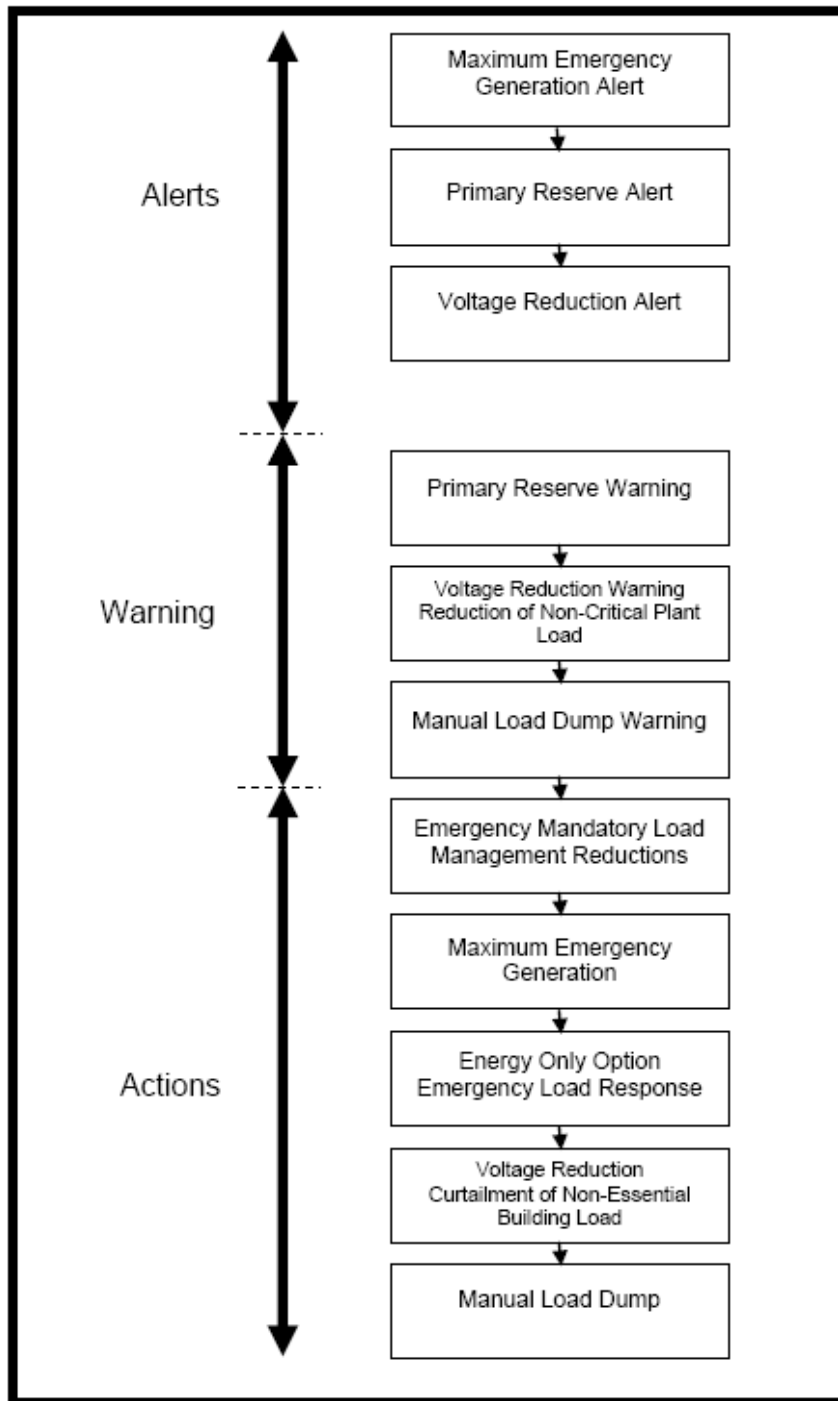 Alerts
Maximum Emergency
Generation Alert
Primary Reserve Alert
Voltage Reduction Alert
Warning
Primary Reserve Warning
Voltage Reduction Warning
Reduction of Non-Critical Plant
Load
Manual Load Dump Warning
Actions
Emergency Mandatory Load
Management Reductions
Maximum Emergency
Generation
Energy Only Option
Emergency Load Response
Voltage Reduction
Curtailment of Non-Essential
Building Load
Manual Load Dump